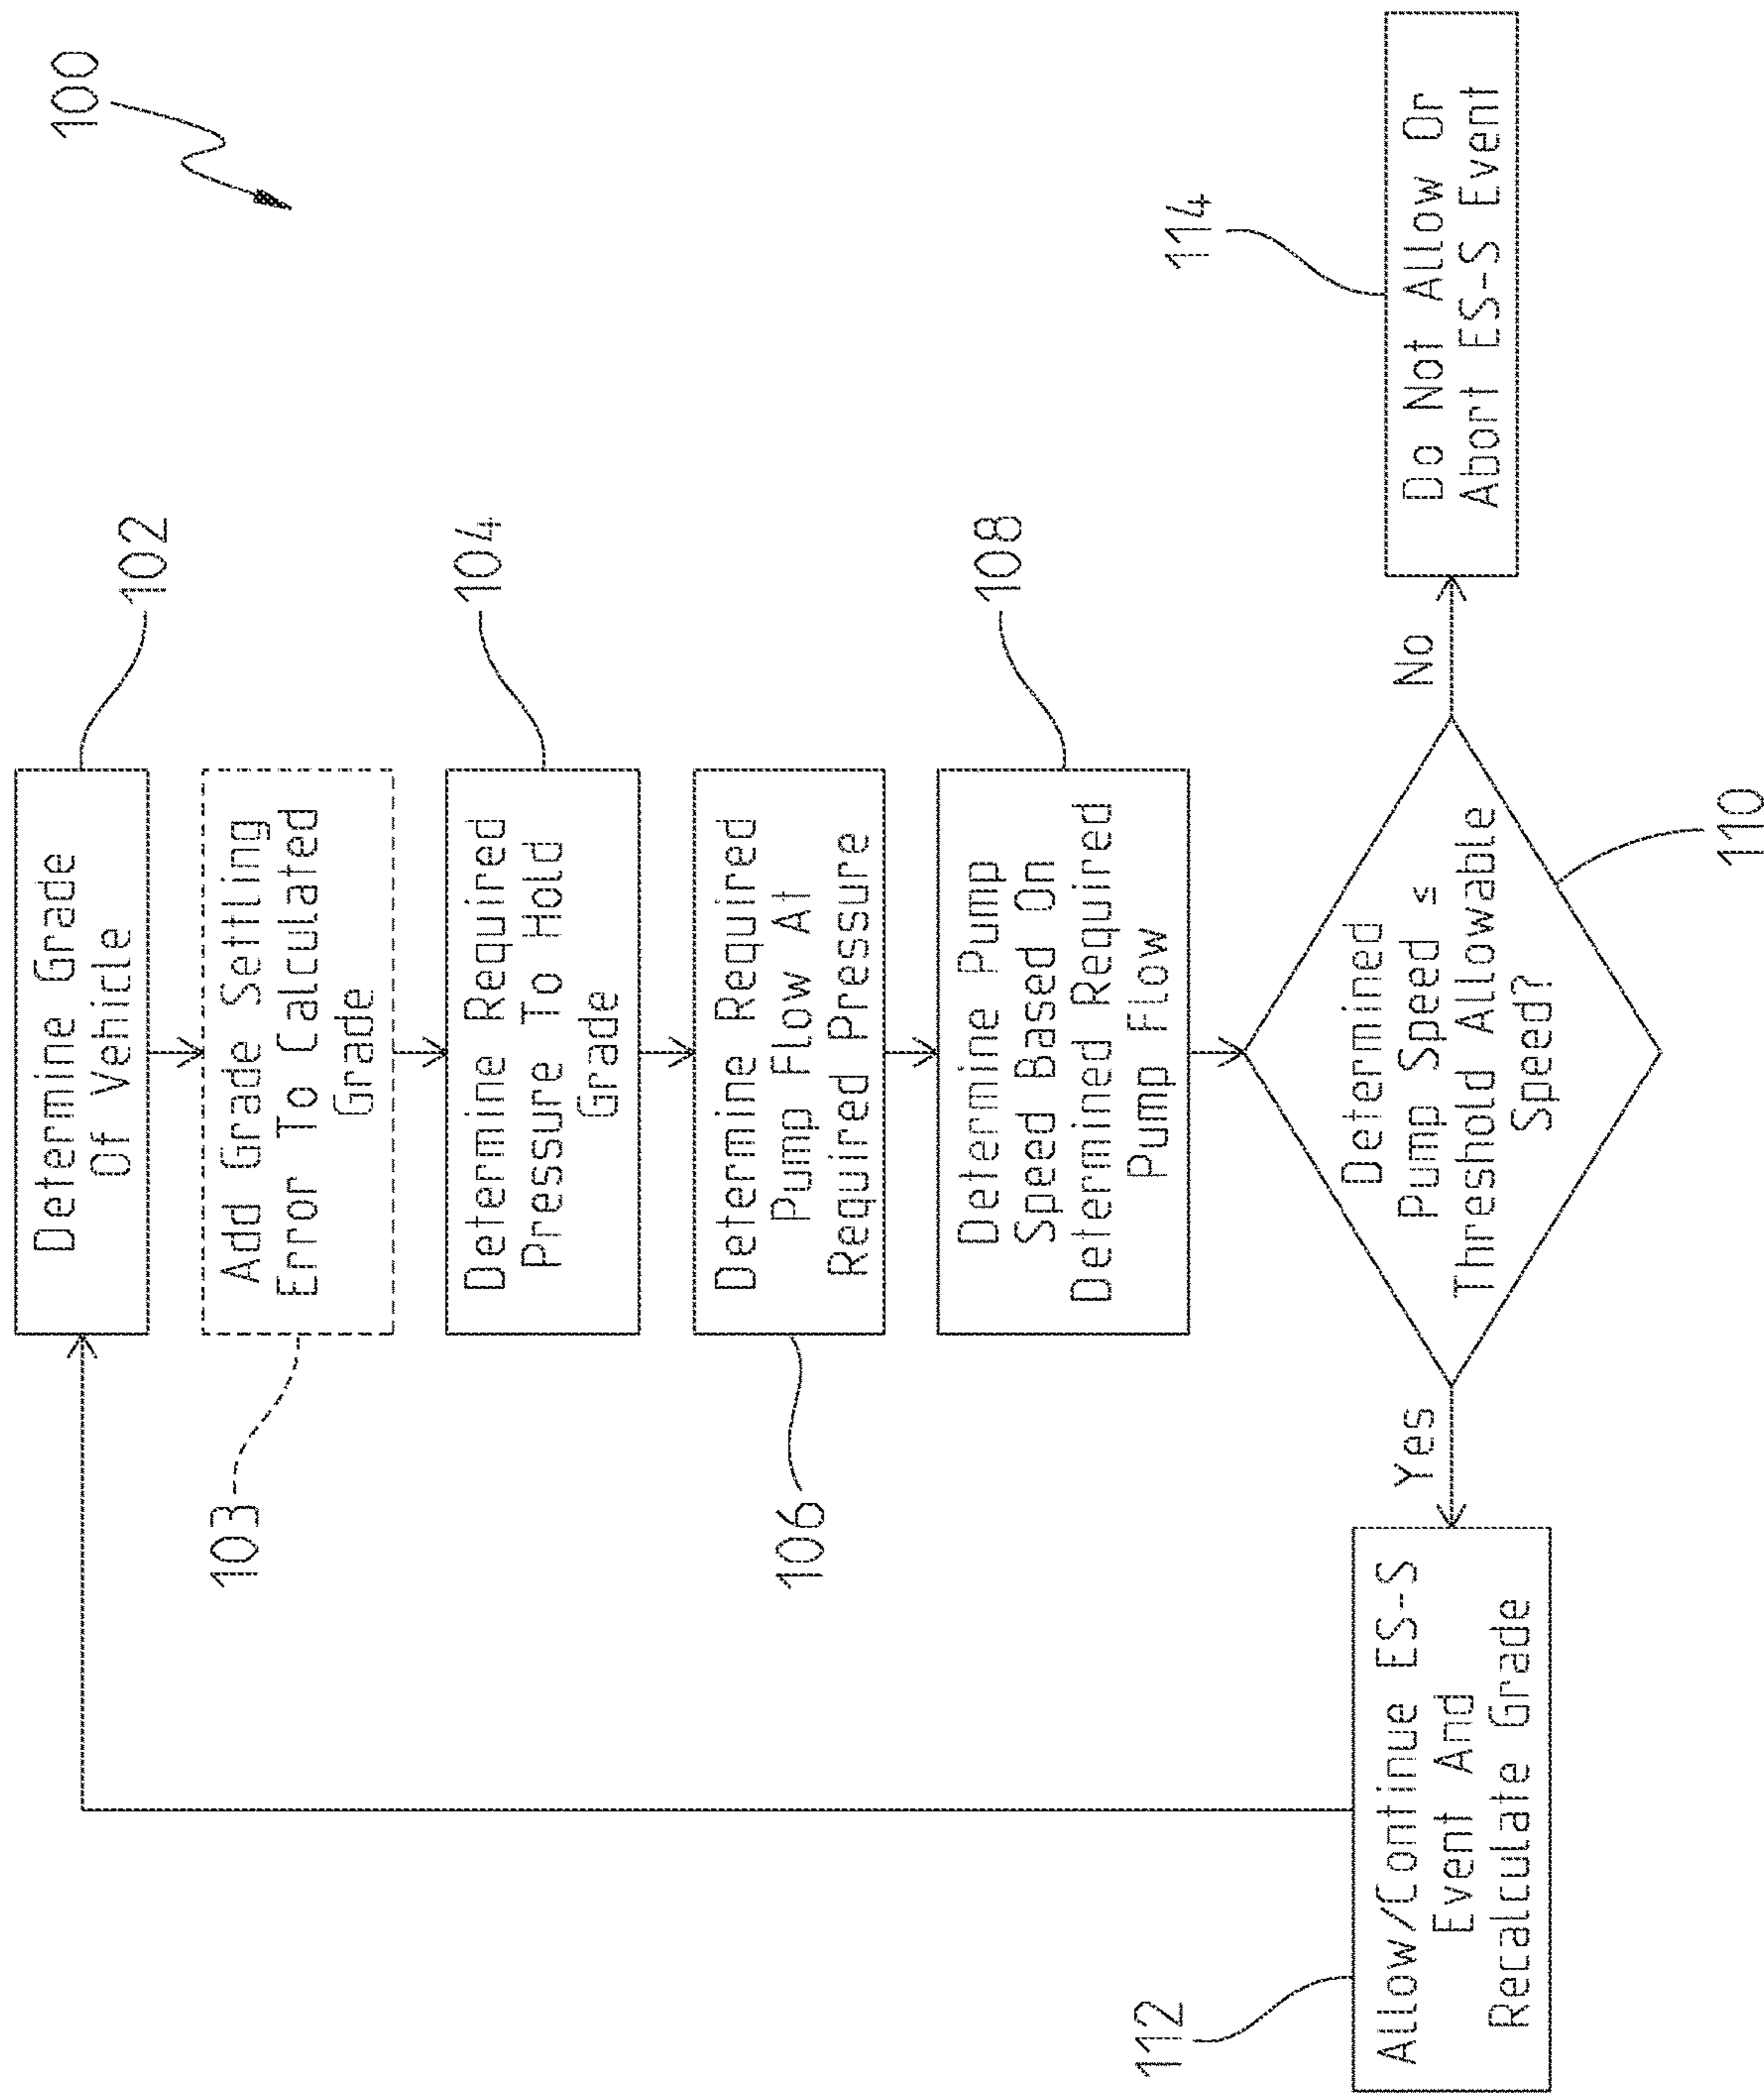 100
Determine Grade
Of Vehicle
102
Add Grade Settling
Error To Calculated
Grade
103
Determine Required
Pressure To Hold
Grade
104
Determine Required
Pump Flow At
Required Pressure
106
Determine Pump
Speed Based On
Determined Required
Pump Flow
108
Determined
Pump Speed ≤
Threshold Allowable
Speed?
110
Yes
No
Allow/Continue ES-S
Event And
Recalculate Grade
112
Do Not Allow Or
Abort ES-S Event
114